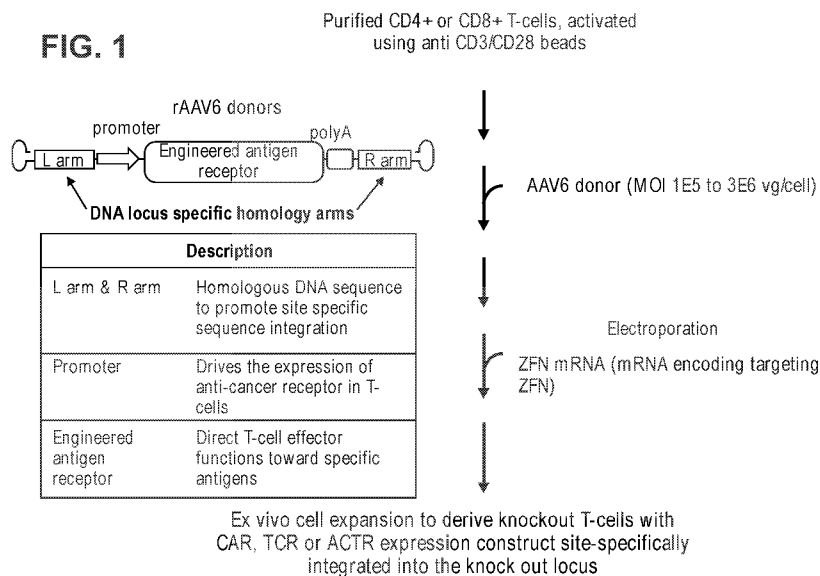 FIG. 1
Purified CD4+ or CD8+ T-cells, activated
using anti CD3/CD28 beads
rAAV6 donors
promoter
polyA
L arm
Engineered antigen
receptor
R arm
DNA locus specific homology arms
AAV6 donor (MOI 1E5 to 3E6 vg/cell)
Description
L arm & R arm
Homologous DNA sequence
to promote site specific
sequence integration
Promoter
Drives the expression of
anti-cancer receptor in T-
cells
Engineered
antigen
receptor
Direct T-cell effector
functions toward specific
antigens
Electroporation
ZFN mRNA (mRNA encoding targeting
ZFN)
Ex vivo cell expansion to derive knockout T-cells with
CAR, TCR or ACTR expression construct site-specifically
integrated into the knock out locus